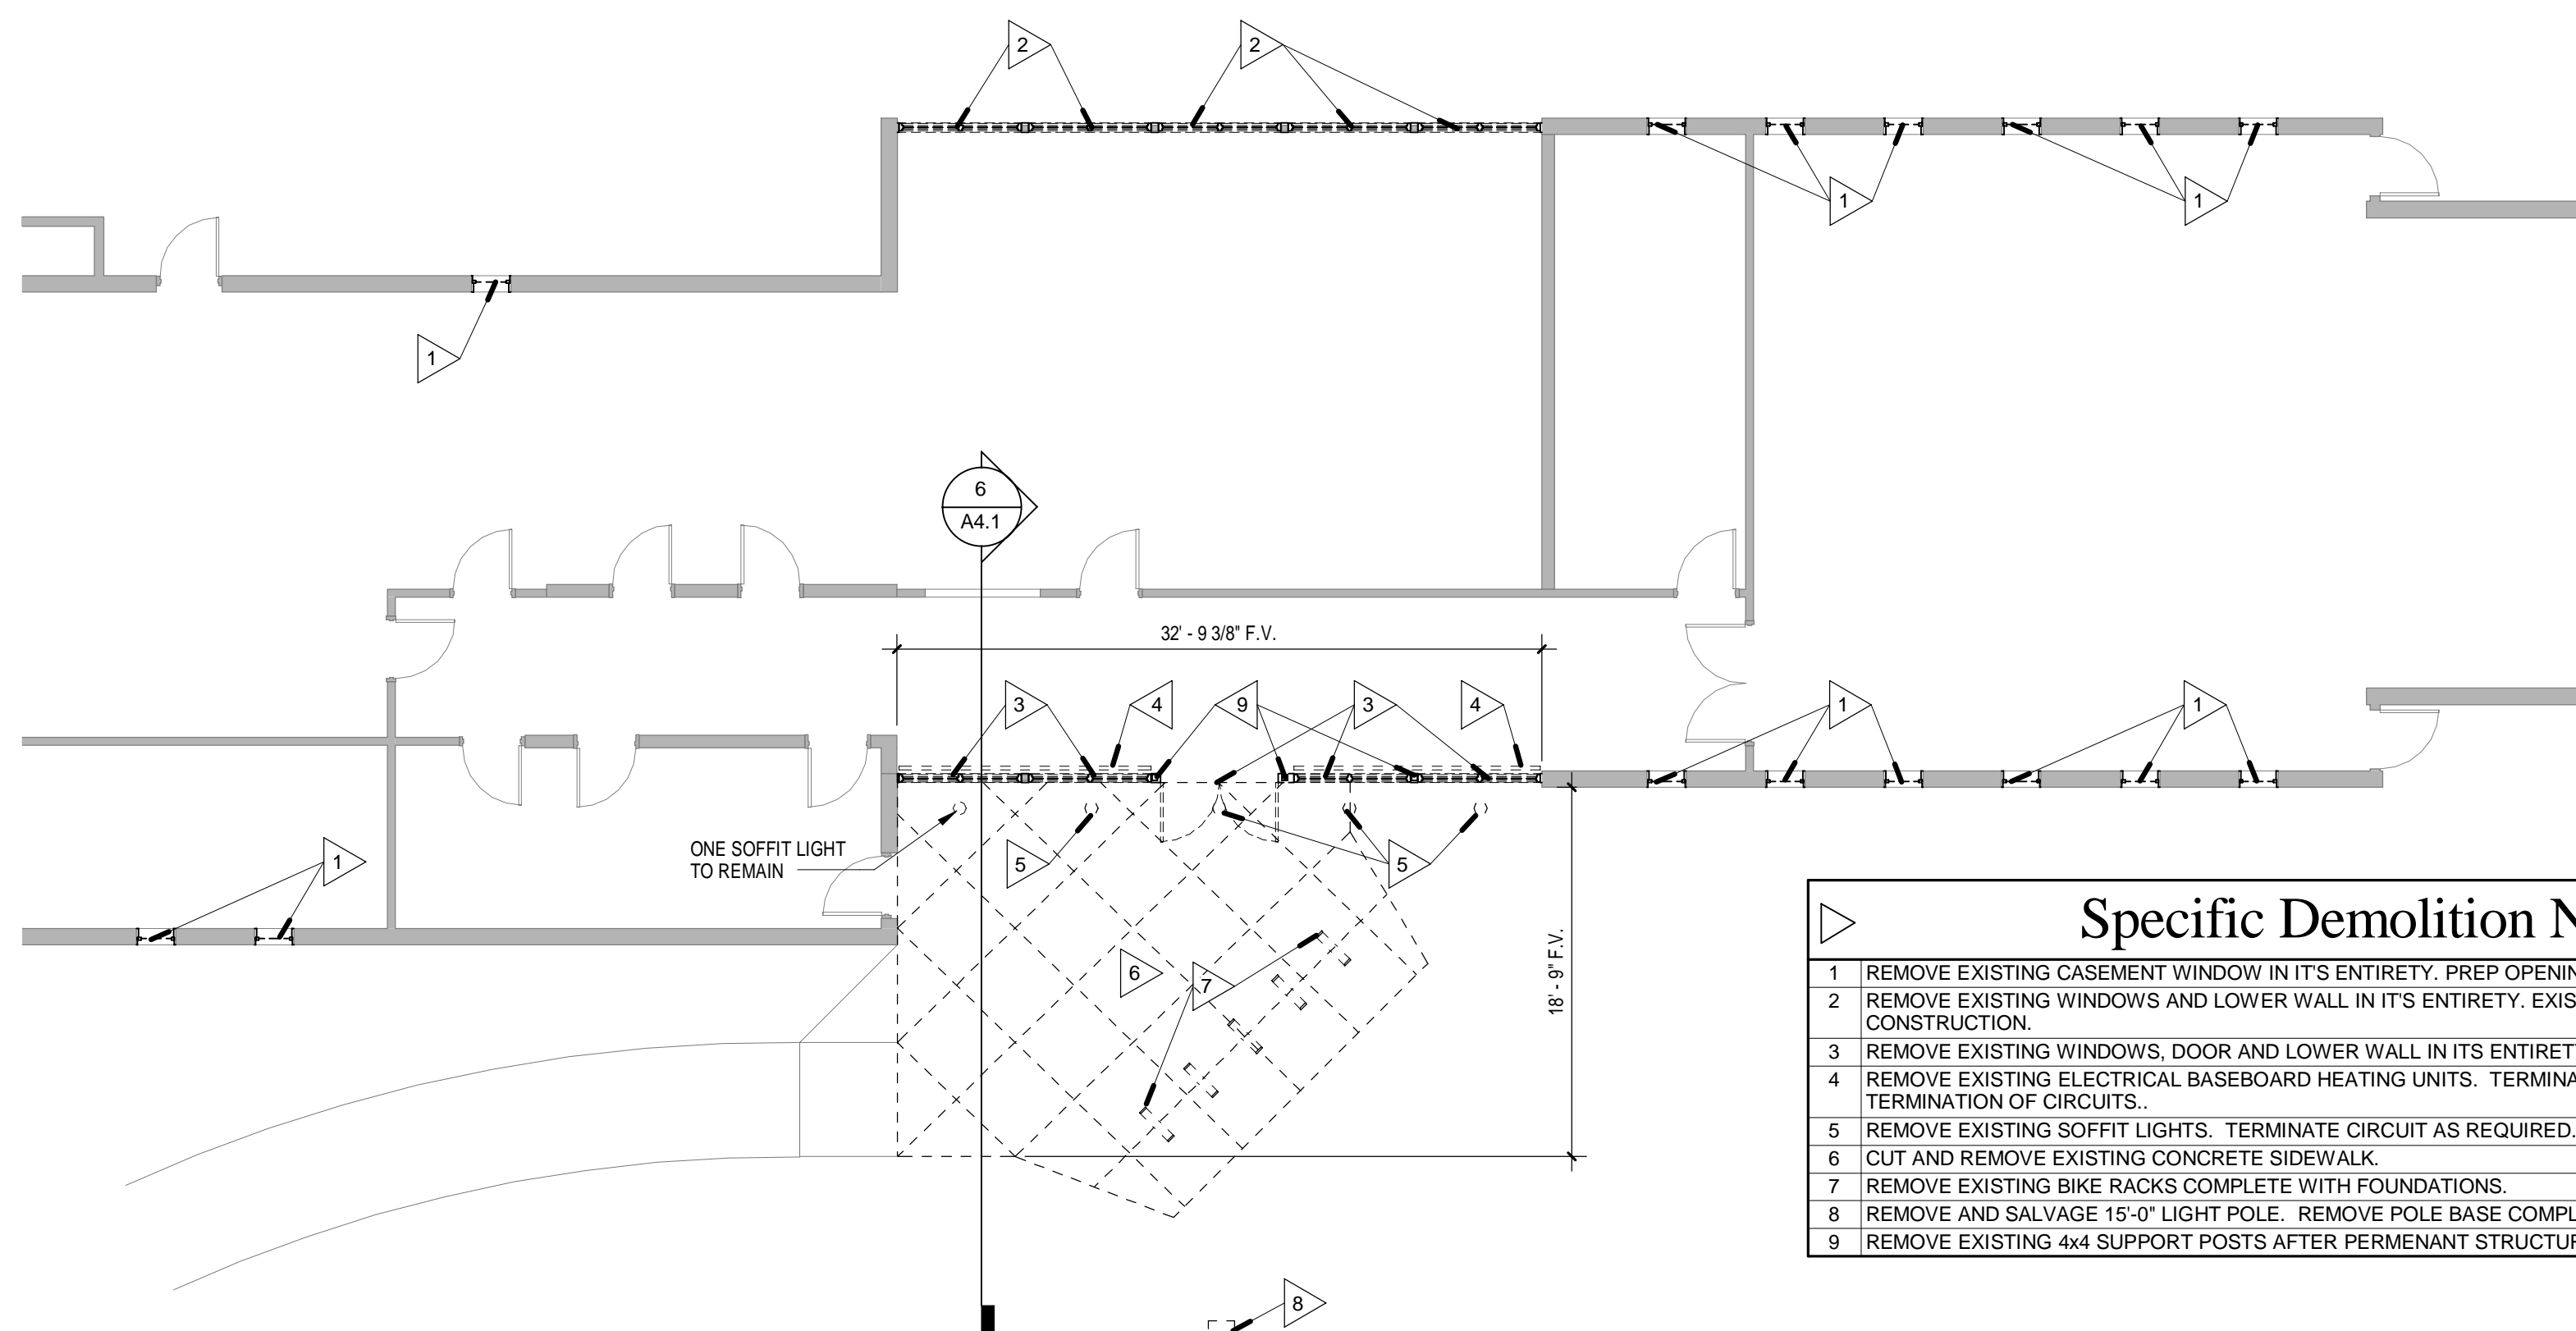 2
2
1
1
1
6
A4.1
32' - 9 3/8" F.V.
3
4
9
3
4
1
1
ONE SOFFIT LIGHT
TO REMAIN
5
5
1
6
7
18' - 9" F.V.
8
Specific Demolition
1 REMOVE EXISTING CASEMENT WINDOW IN IT'S ENTIRETY. PREP
2 REMOVE EXISTING WINDOWS AND LOWER WALL IN IT'S ENTIRETY.
CONSTRUCTION.
3 REMOVE EXISTING WINDOWS, DOOR AND LOWER WALL IN ITS
4 REMOVE EXISTING ELECTRICAL BASEBOARD HEATING UNITS.
TERMINATION OF CIRCUITS..
5 REMOVE EXISTING SOFFIT LIGHTS. TERMINATE CIRCUIT AS REQUIRED.
6 CUT AND REMOVE EXISTING CONCRETE SIDEWALK.
7 REMOVE EXISTING BIKE RACKS COMPLETE WITH FOUNDATIONS.
8 REMOVE AND SALVAGE 15'-0" LIGHT POLE. REMOVE POLE BASE
9 REMOVE EXISTING 4x4 SUPPORT POSTS AFTER PERMENANT